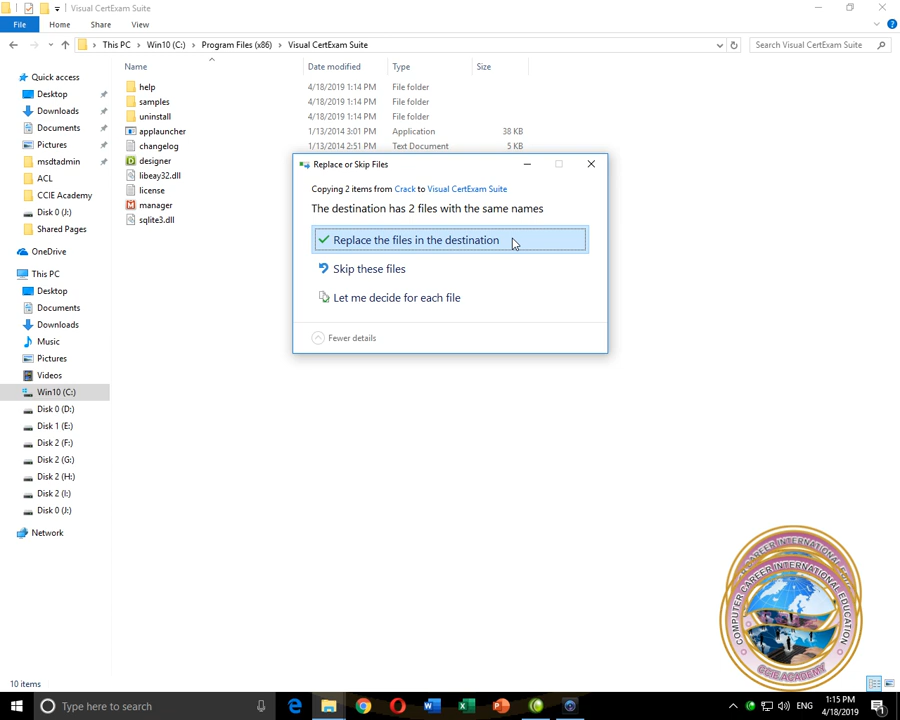 Visual CertExam Suite
File Home Share View
This PC Win10 (C:) Program Files (x86) Visual CertExam Suite
Search Visual CertExam Suite
Name Date modified Type Size
Quick access
Desktop
Downloads
Documents
Pictures
msdtadmin
ACL
CCIE Academy
Disk 0 (J:)
Shared Pages
OneDrive
This PC
Desktop
Documents
Downloads
Music
Pictures
Videos
Win10 (C:)
Disk 0 (D:)
Disk 1 (E:)
Disk 2 (F:)
Disk 2 (G:)
Disk 2 (H:)
Disk 2 (I:)
Disk 0 (J:)
Network
help 4/18/2019 1:14 PM File folder
samples 4/18/2019 1:14 PM File folder
uninstall 4/18/2019 1:14 PM File folder
applauncher 1/13/2014 3:01 PM Application 38 KB
changelog 1/13/2014 2:51 PM Text Document 5 KB
designer
libeay32.dll
license
manager
sqlite3.dll
Replace or Skip Files
Copying 2 items from Crack to Visual CertExam Suite
The destination has 2 files with the same names
Replace the files in the destination
Skip these files
Let me decide for each file
Fewer details
COMPUTER CAREER INTERNATIONAL EDUCATION
CCIE ACADEMY
10 items
Type here to search
ENG
1:15 PM
4/18/2019